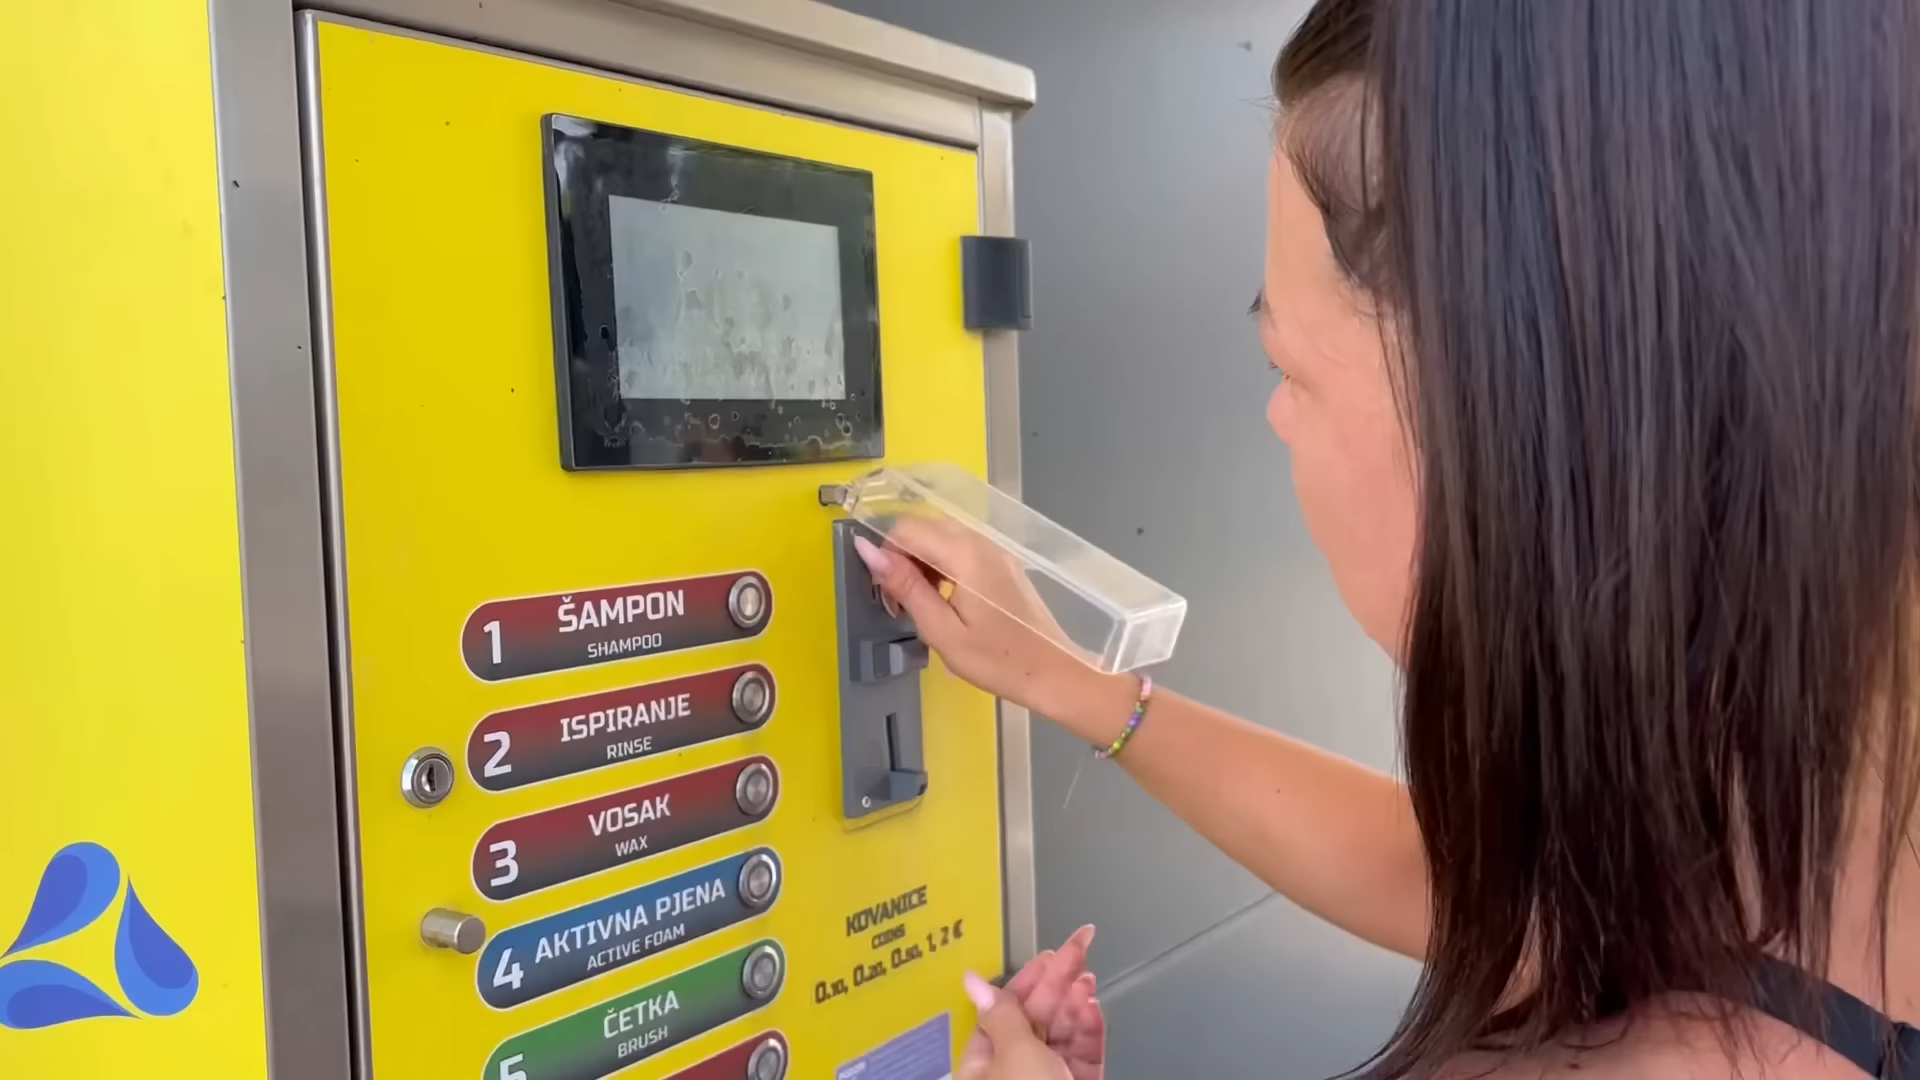 1 ŠAMPON
SHAMPOO
2 ISPIRANJE
RINSE
3 VOSAK
WAX
4 AKTIVNA PJENA
ACTIVE FOAM
5 ČETKA
BRUSH
KOVANICE
COINS
0.10, 0.20, 0.50, 1, 2 €